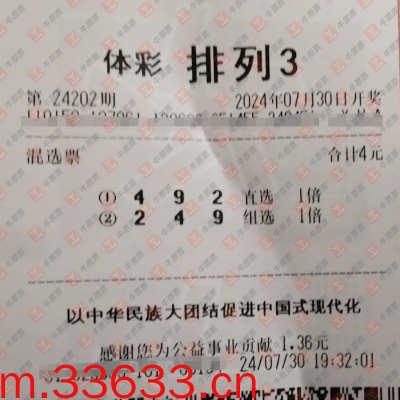 体彩 排列3
第 24202期 2024年07月30日开奖
混选票 合计4元
① 4 9 2 直选 1倍
② 2 4 9 组选 1倍
以中华民族大团结促进中国式现代化
感谢您为公益事业贡献 1.36元
24/07/30 19:32:01
m.33633.cn